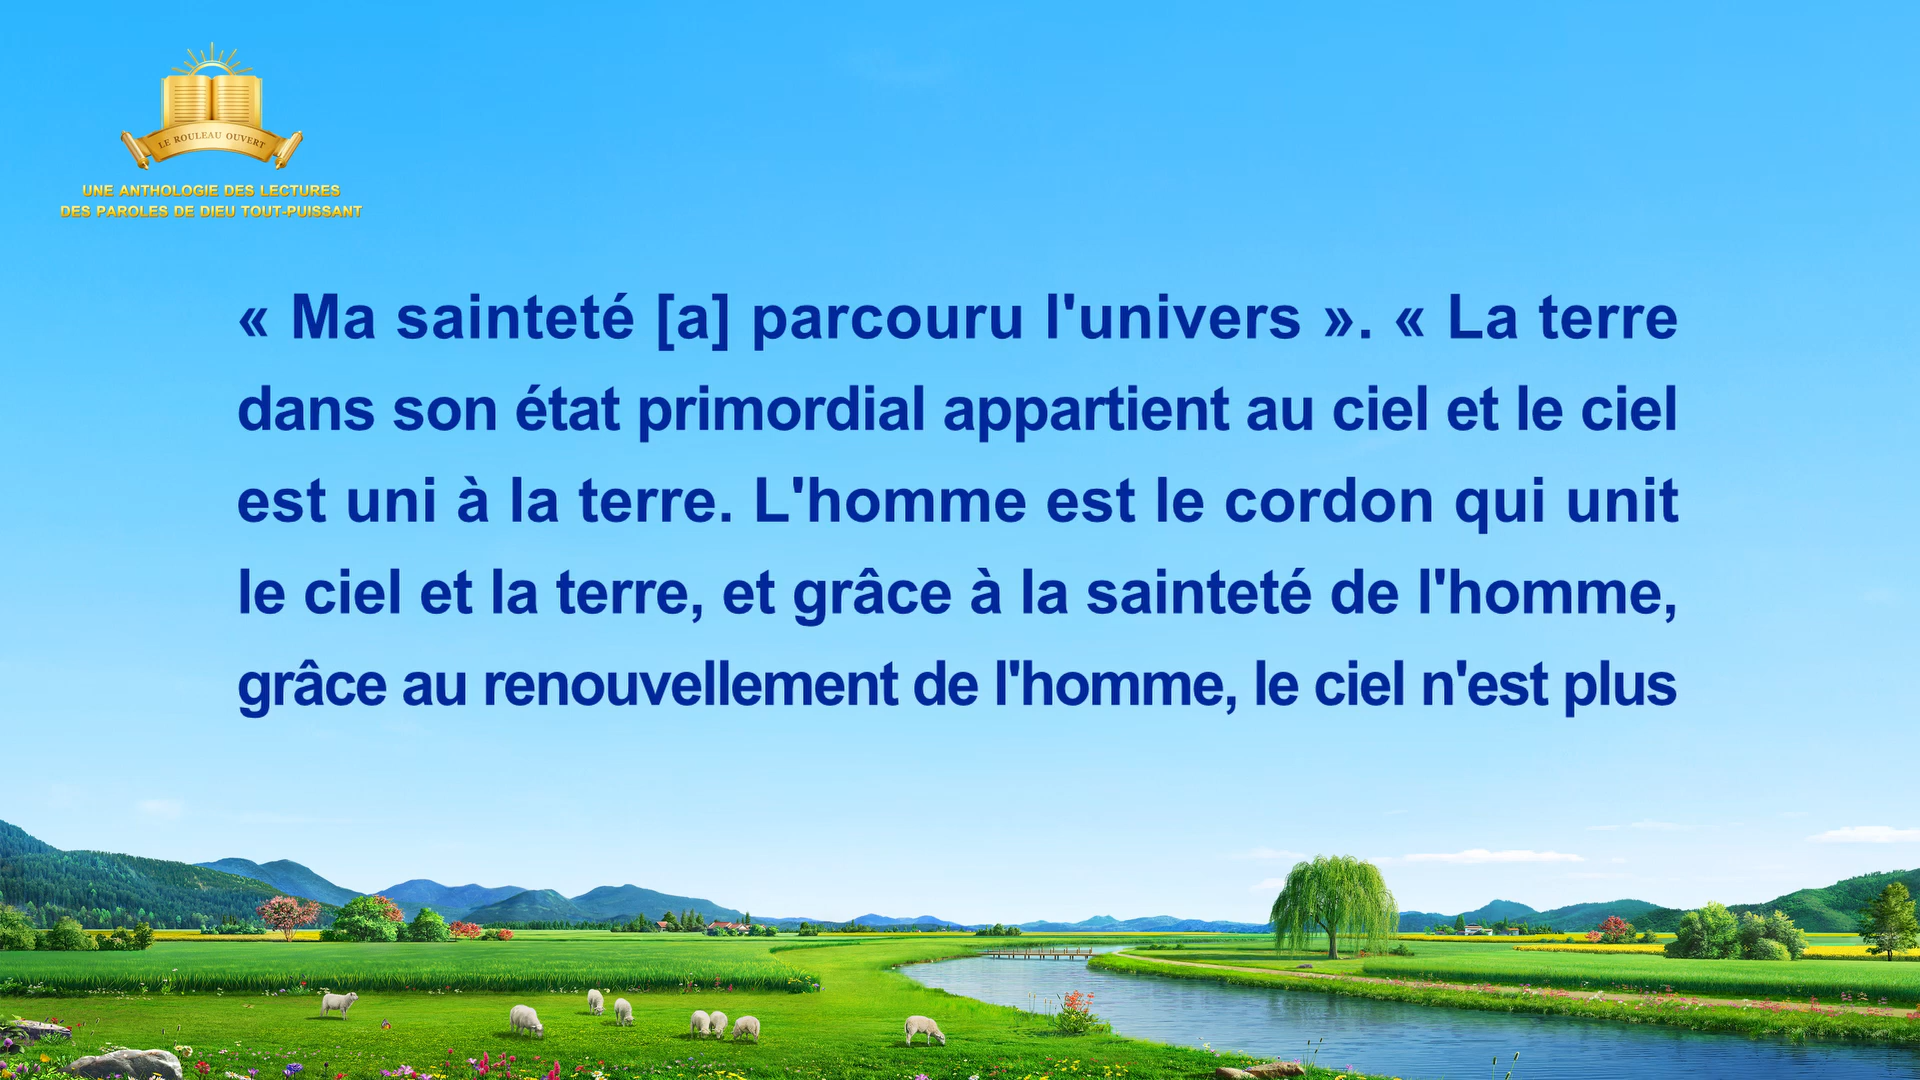 LE ROULEAU OUVERT
UNE ANTHOLOGIE DES LECTURES
DES PAROLES DE DIEU TOUT-PUISSANT
« Ma sainteté [a] parcouru l'univers ». « La terre
dans son état primordial appartient au ciel et le ciel
est uni à la terre. L'homme est le cordon qui unit
le ciel et la terre, et grâce à la sainteté de l'homme,
grâce au renouvellement de l'homme, le ciel n'est plus